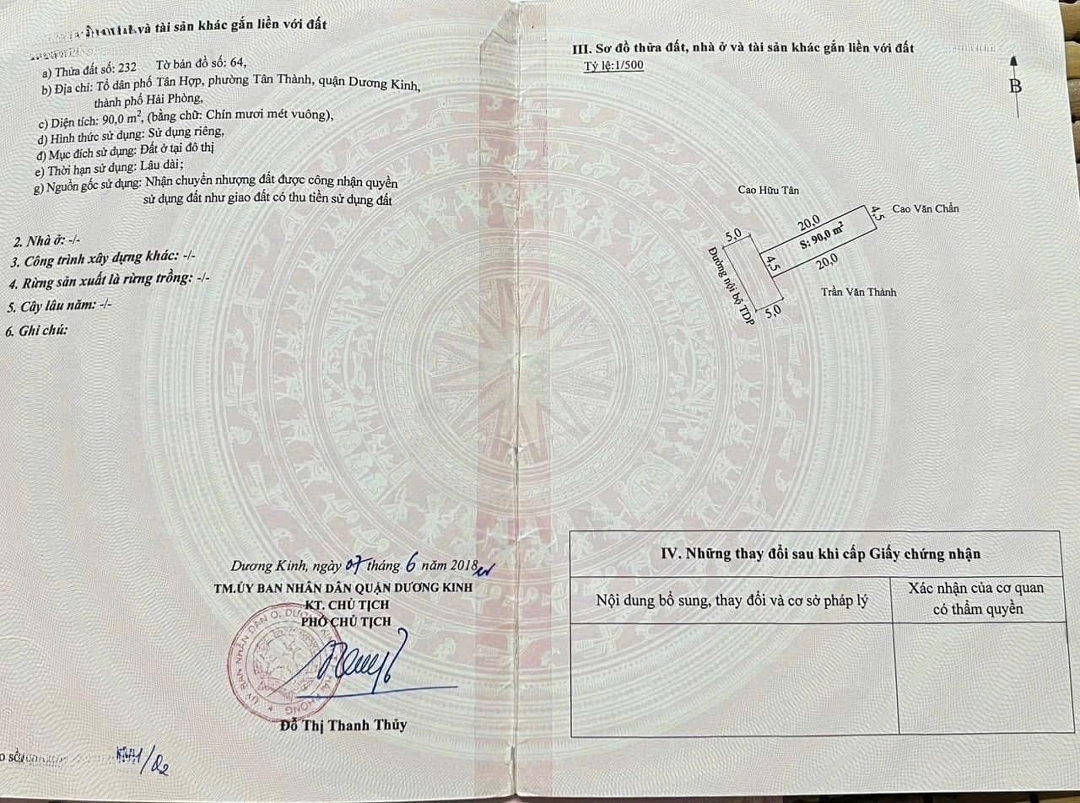 và tài sản khác gắn liền với đất
a) Thửa đất số: 232 Tờ bản đồ số: 64,
b) Địa chỉ: Tổ dân phố Tân Hợp, phường Tân Thành, quận Dương Kinh,
thành phố Hải Phòng,
c) Diện tích: 90,0 m², (bằng chữ: Chín mươi mét vuông),
d) Hình thức sử dụng: Sử dụng riêng,
đ) Mục đích sử dụng: Đất ở tại đô thị
e) Thời hạn sử dụng: Lâu dài;
g) Nguồn gốc sử dụng: Nhận chuyển nhượng đất được công nhận quyền
sử dụng đất như giao đất có thu tiền sử dụng đất
2. Nhà ở: -/-
3. Công trình xây dựng khác: -/-
4. Rừng sản xuất là rừng trồng: -/-
5. Cây lâu năm: -/-
6. Ghi chú:
Dương Kinh, ngày 07 tháng 6 năm 2018
TM.ỦY BAN NHÂN DÂN QUẬN DƯƠNG KINH
KT. CHỦ TỊCH
PHÓ CHỦ TỊCH
Đỗ Thị Thanh Thủy
III. Sơ đồ thửa đất, nhà ở và tài sản khác gắn liền với đất
Tỷ lệ:1/500
B
Cao Hữu Tân
20,0
4,5
Cao Văn Chẩn
5,0
S: 90,0 m²
4,5
20,0
Đường nội bộ TDP
Trần Văn Thành
5,0
IV. Những thay đổi sau khi cấp Giấy chứng nhận
Nội dung bổ sung, thay đổi và cơ sở pháp lý
Xác nhận của cơ quan
có thẩm quyền